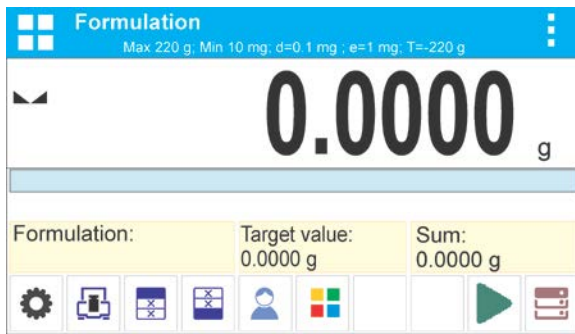 Formulation
Max 220 g; Min 10 mg; d=0.1 mg ; e=1 mg; T=-220 g
0.0000 g
Formulation:
Target value:
0.0000 g
Sum:
0.0000 g